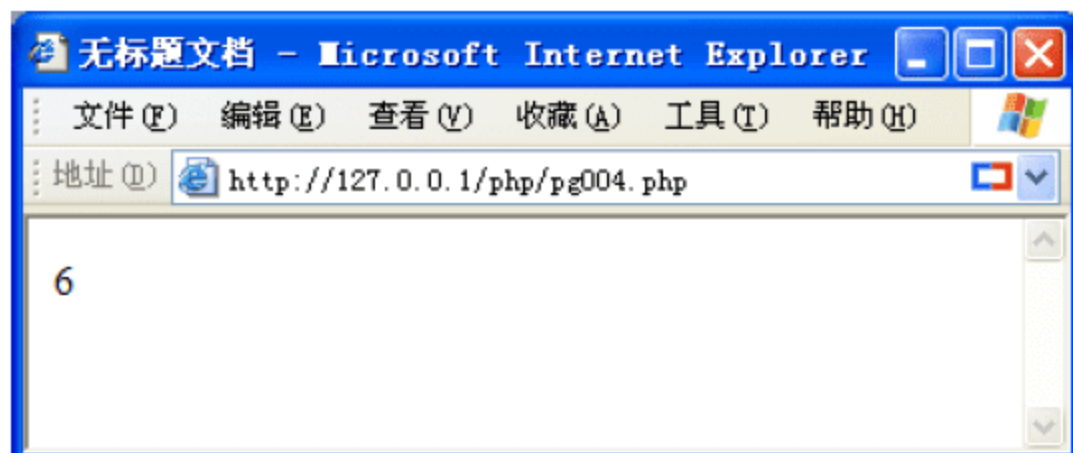 无标题文档 - Microsoft Internet Explorer
文件(F) 编辑(E) 查看(V) 收藏(A) 工具(T) 帮助(H)
地址(D) http://127.0.0.1/php/pg004.php
6